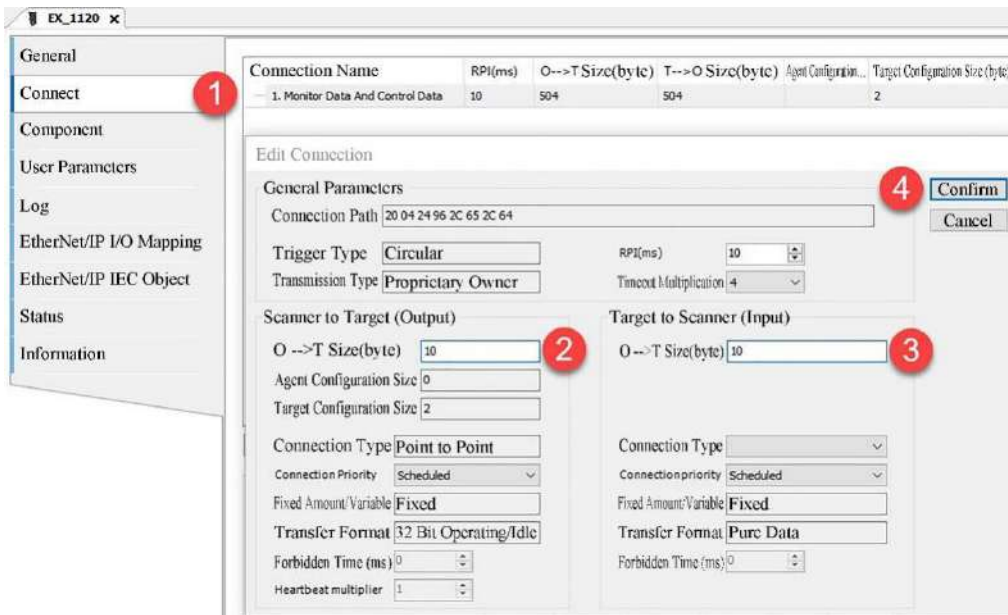 EX_1120 x
General
Connect
Component
User Parameters
Log
EtherNet/IP I/O Mapping
EtherNet/IP IEC Object
Status
Information
1
Connection Name RPI(ms) O-->T Size(byte) T-->O Size(byte) Agent Configuration... Target Configuration Size (byte
1. Monitor Data And Control Data 10 504 504 2
Edit Connection
General Parameters
4 Confirm
Cancel
Connection Path 20 04 24 96 2C 65 2C 64
Trigger Type Circular RPI(ms) 10
Transmission Type Proprictary Owner Timeout Multiplication 4
Scanner to Target (Output)
O -->T Size(byte) 10 2
Agent Configuration Size 0
Target Configuration Size 2
Connection Type Point to Point
Connection Priority Scheduled
Fixed Amount/Variable Fixed
Transfer Format 32 Bit Operating/Idle
Forbidden Time (ms) 0
Heartbeat multiplier 1
Target to Scanner (Input)
O -->T Size(byte) 10 3
Connection Type
Connectionpriority Scheduled
Fixed Amount/Variable Fixed
Transfer Format Pure Data
Forbidden Time (ms) 0